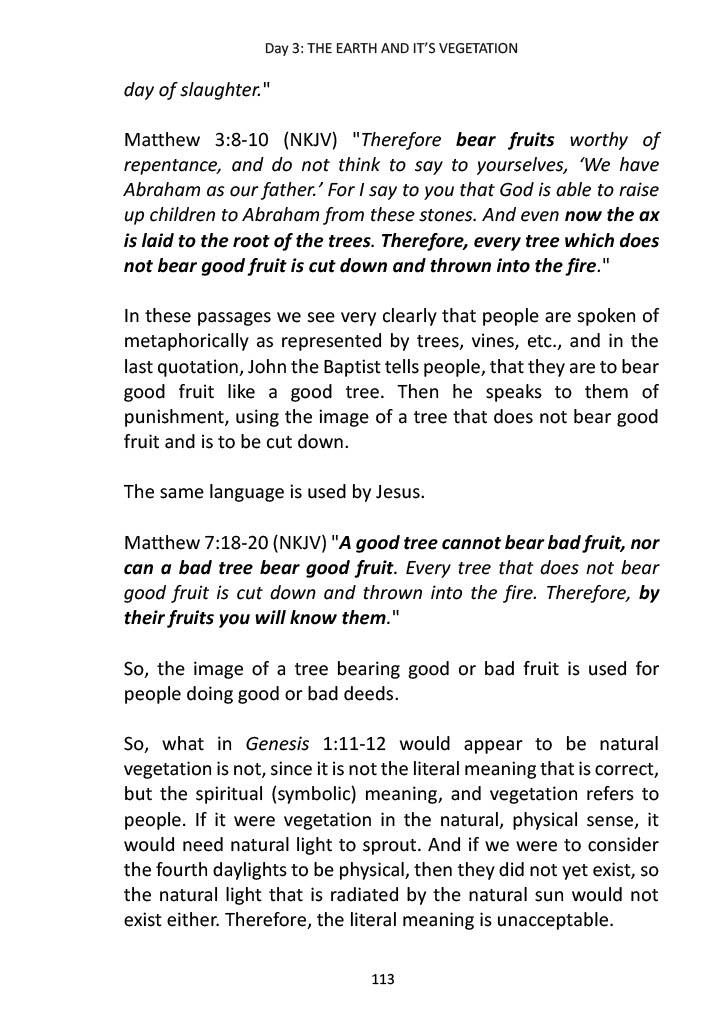 Day 3: THE EARTH AND IT'S VEGETATION
day of slaughter."
Matthew 3:8-10 (NKJV) "Therefore bear fruits worthy of
repentance, and do not think to say to yourselves, ‘We have
Abraham as our father.’ For I say to you that God is able to raise
up children to Abraham from these stones. And even now the ax
is laid to the root of the trees. Therefore, every tree which does
not bear good fruit is cut down and thrown into the fire."
In these passages we see very clearly that people are spoken of
metaphorically as represented by trees, vines, etc., and in the
last quotation, John the Baptist tells people, that they are to bear
good fruit like a good tree. Then he speaks to them of
punishment, using the image of a tree that does not bear good
fruit and is to be cut down.
The same language is used by Jesus.
Matthew 7:18-20 (NKJV) "A good tree cannot bear bad fruit, nor
can a bad tree bear good fruit. Every tree that does not bear
good fruit is cut down and thrown into the fire. Therefore, by
their fruits you will know them."
So, the image of a tree bearing good or bad fruit is used for
people doing good or bad deeds.
So, what in Genesis 1:11-12 would appear to be natural
vegetation is not, since it is not the literal meaning that is correct,
but the spiritual (symbolic) meaning, and vegetation refers to
people. If it were vegetation in the natural, physical sense, it
would need natural light to sprout. And if we were to consider
the fourth daylights to be physical, then they did not yet exist, so
the natural light that is radiated by the natural sun would not
exist either. Therefore, the literal meaning is unacceptable.
113